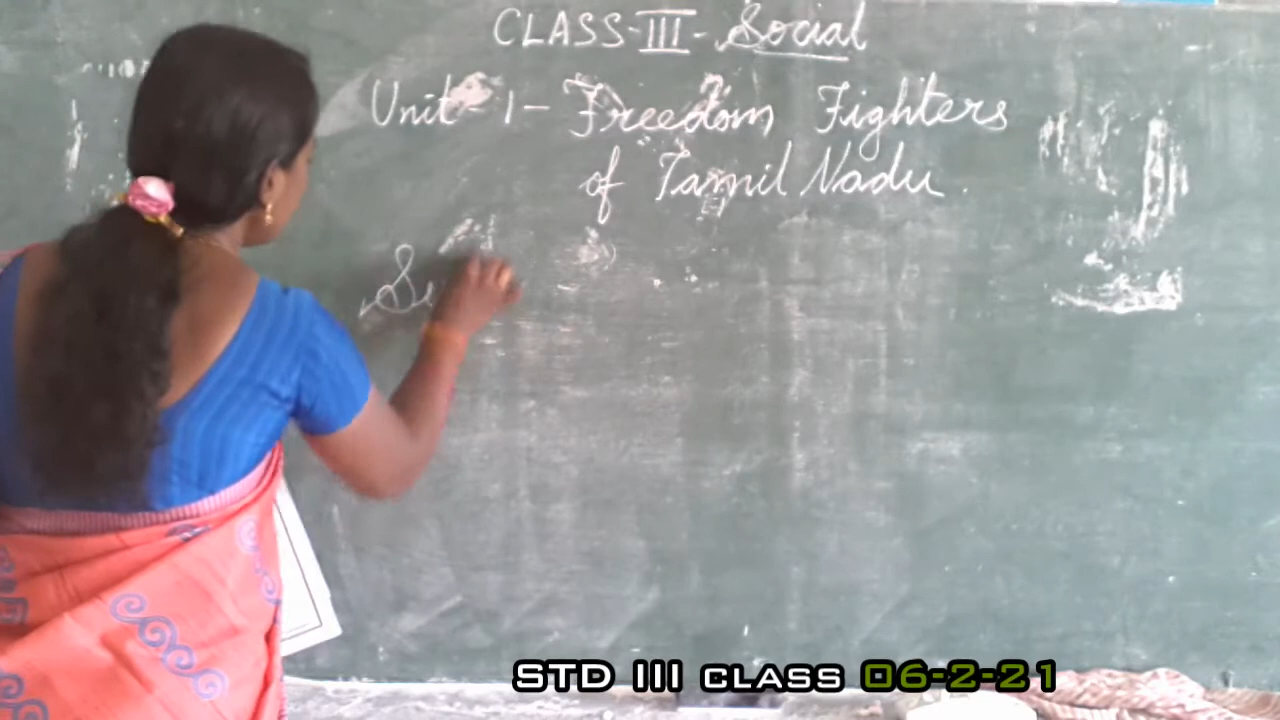 CLASS-III-Social
Unit-1-Freedom Fighters
of Tamil Nadu.
STD III CLASS 06-2-21